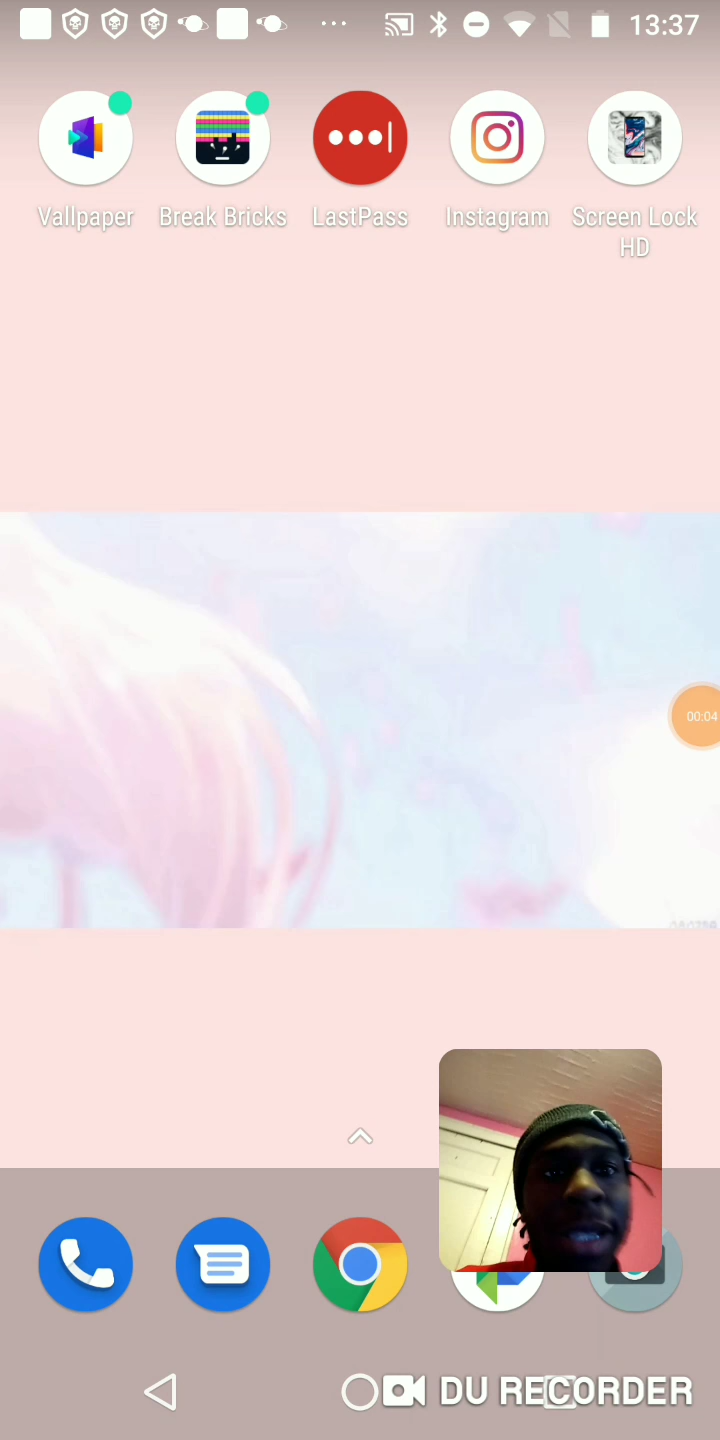 13:37
Vallpaper
Break Bricks
LastPass
Instagram
Screen Lock
HD
00:04
DU RECORDER